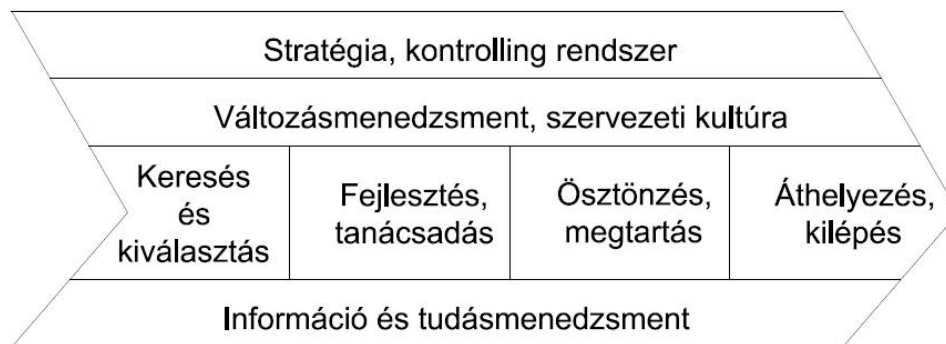 Stratégia, kontrolling rendszer
Változásmenedzsment, szervezeti kultúra
Keresés
és
kiválasztás
Fejlesztés,
tanácsadás
Ösztönzés,
megtartás
Áthelyezés,
kilépés
Információ és tudásmenedzsment